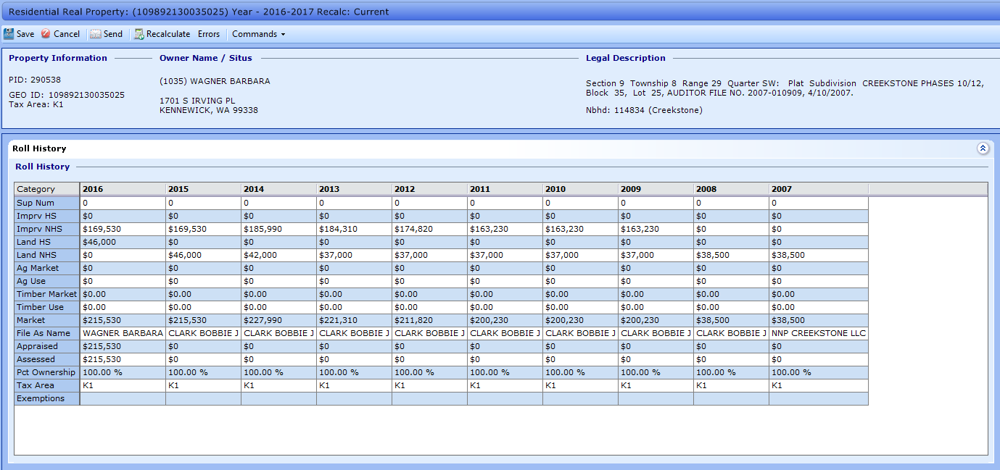 Residential Real Property: (109892130035025) Year - 2016-2017 Recalc: Current
Save Cancel Send Recalculate Errors Commands
Property Information Owner Name / Situs Legal Description
PID: 290538
GEO ID: 109892130035025
Tax Area: K1
(1035) WAGNER BARBARA
1701 S IRVING PL
KENNEWICK, WA 99338
Section 9 Township 8 Range 29 Quarter SW: Plat Subdivision CREEKSTONE PHASES 10/12,
Block 35, Lot 25, AUDITOR FILE NO. 2007-010909, 4/10/2007.
Nbhd: 114834 (Creekstone)
Roll History
Roll History
Category 2016 2015 2014 2013 2012 2011 2010 2009 2008 2007
Sup Num 0 0 0 0 0 0 0 0 0 0
Imprv HS $0 $0 $0 $0 $0 $0 $0 $0 $0 $0
Imprv NHS $169,530 $169,530 $185,990 $184,310 $174,820 $163,230 $163,230 $163,230 $0 $0
Land HS $46,000 $0 $0 $0 $0 $0 $0 $0 $0 $0
Land NHS $0 $46,000 $42,000 $37,000 $37,000 $37,000 $37,000 $37,000 $38,500 $38,500
Ag Market $0 $0 $0 $0 $0 $0 $0 $0 $0 $0
Ag Use $0 $0 $0 $0 $0 $0 $0 $0 $0 $0
Timber Market $0.00 $0.00 $0.00 $0.00 $0.00 $0.00 $0.00 $0.00 $0.00 $0.00
Timber Use $0.00 $0.00 $0.00 $0.00 $0.00 $0.00 $0.00 $0.00 $0.00 $0.00
Market $215,530 $215,530 $227,990 $221,310 $211,820 $200,230 $200,230 $200,230 $38,500 $38,500
File As Name WAGNER BARBARA CLARK BOBBIE J CLARK BOBBIE J CLARK BOBBIE J CLARK BOBBIE J CLARK BOBBIE J CLARK BOBBIE J CLARK BOBBIE J CLARK BOBBIE J NNP CREEKSTONE LLC
Appraised $215,530 $0 $0 $0 $0 $0 $0 $0 $0 $0
Assessed $215,530 $0 $0 $0 $0 $0 $0 $0 $0 $0
Pct Ownership 100.00 % 100.00 % 100.00 % 100.00 % 100.00 % 100.00 % 100.00 % 100.00 % 100.00 % 100.00 %
Tax Area K1 K1 K1 K1 K1 K1 K1 K1 K1 K1
Exemptions